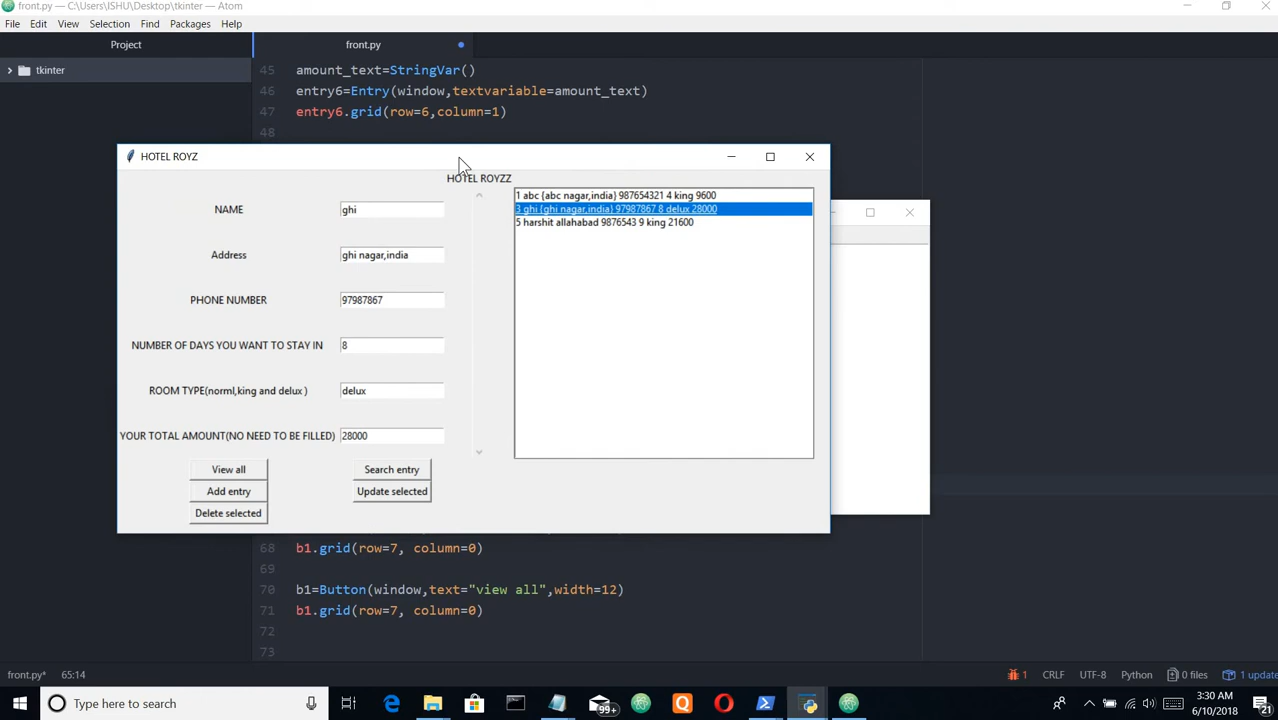 front.py — C:\Users\ISHU\Desktop\tkinter — Atom
File Edit View Selection Find Packages Help
Project
front.py
tkinter
45 amount_text=StringVar()
46 entry6=Entry(window,textvariable=amount_text)
47 entry6.grid(row=6,column=1)
48
HOTEL ROYZ
HOTEL ROYZZ
NAME ghi
Address ghi nagar,india
PHONE NUMBER 97987867
NUMBER OF DAYS YOU WANT TO STAY IN 8
ROOM TYPE(norml,king and delux ) delux
YOUR TOTAL AMOUNT(NO NEED TO BE FILLED) 28000
View all Search entry
Add entry Update selected
Delete selected
1 abc {abc nagar,india} 987654321 4 king 9600
3 ghi {ghi nagar,india} 97987867 8 delux 28000
5 harshit allahabad 9876543 9 king 21600
68 b1.grid(row=7, column=0)
69
70 b1=Button(window,text="view all",width=12)
71 b1.grid(row=7, column=0)
72
73
front.py* 65:14 1 CRLF UTF-8 Python 0 files 1 update
Type here to search
99+
3:30 AM
6/10/2018
21